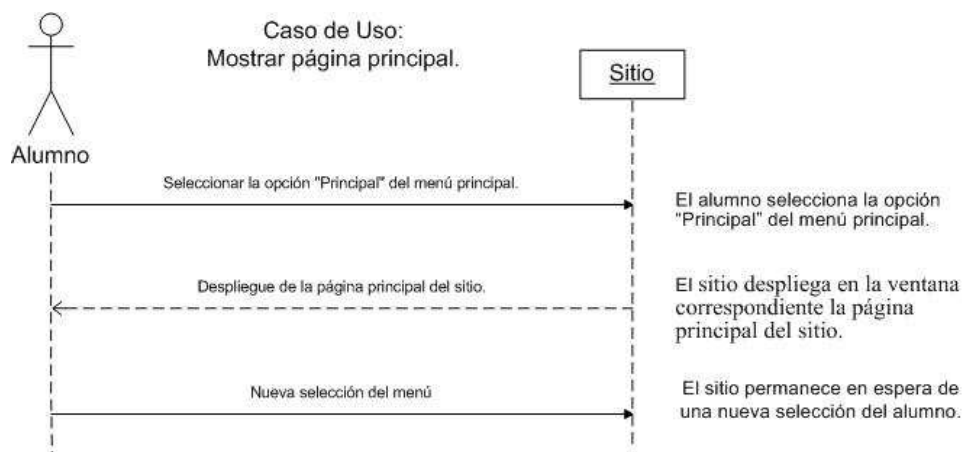 Caso de Uso:
Mostrar página principal.
Sitio
Alumno
Seleccionar la opción "Principal" del menú principal.
El alumno selecciona la opción
"Principal" del menú principal.
Despliegue de la página principal del sitio.
El sitio despliega en la ventana
correspondiente la página
principal del sitio.
Nueva selección del menú
El sitio permanece en espera de
una nueva selección del alumno.